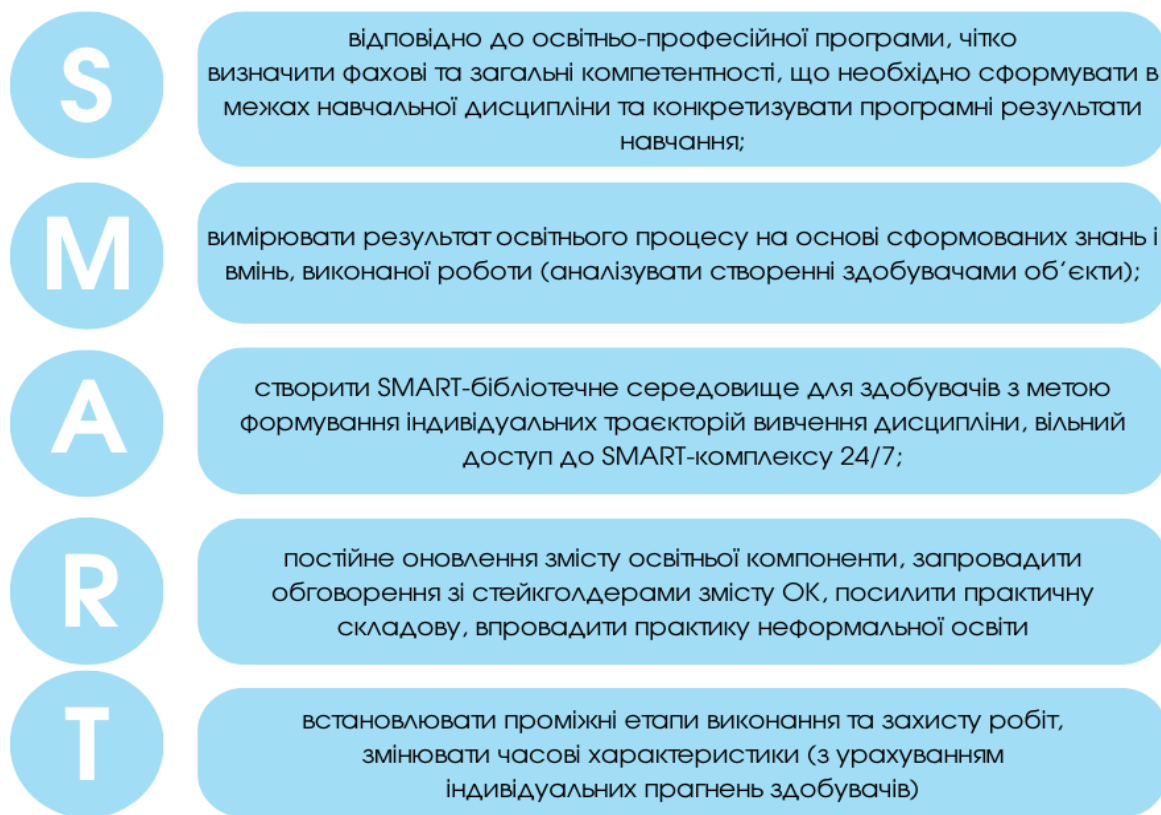 S
відповідно до освітньо-професійної програми, чітко
визначити фахові та загальні компетентності, що необхідно сформувати в
межах навчальної дисципліни та конкретизувати програмні результати
навчання;
M
вимірювати результат освітнього процесу на основі сформованих знань і
вмінь, виконаної роботи (аналізувати створенні здобувачами об'єкти);
A
створити SMART-бібліотечне середовище для здобувачів з метою
формування індивідуальних траєкторій вивчення дисципліни, вільний
доступ до SMART-комплексу 24/7;
R
постійне оновлення змісту освітньої компоненти, запровадити
обговорення зі стейкголдерами змісту ОК, посилити практичну
складову, впровадити практику неформальної освіти
T
встановлювати проміжні етапи виконання та захисту робіт,
змінювати часові характеристики (з урахуванням
індивідуальних прагнень здобувачів)